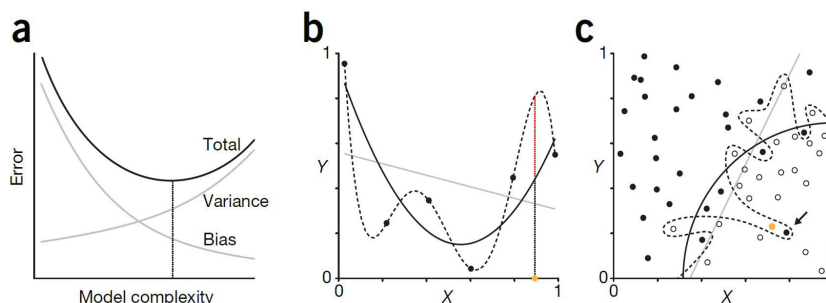 a
Error
Total
Variance
Bias
Model complexity
b
1
Y
0
0
X
1
c
1
Y
0
0
X